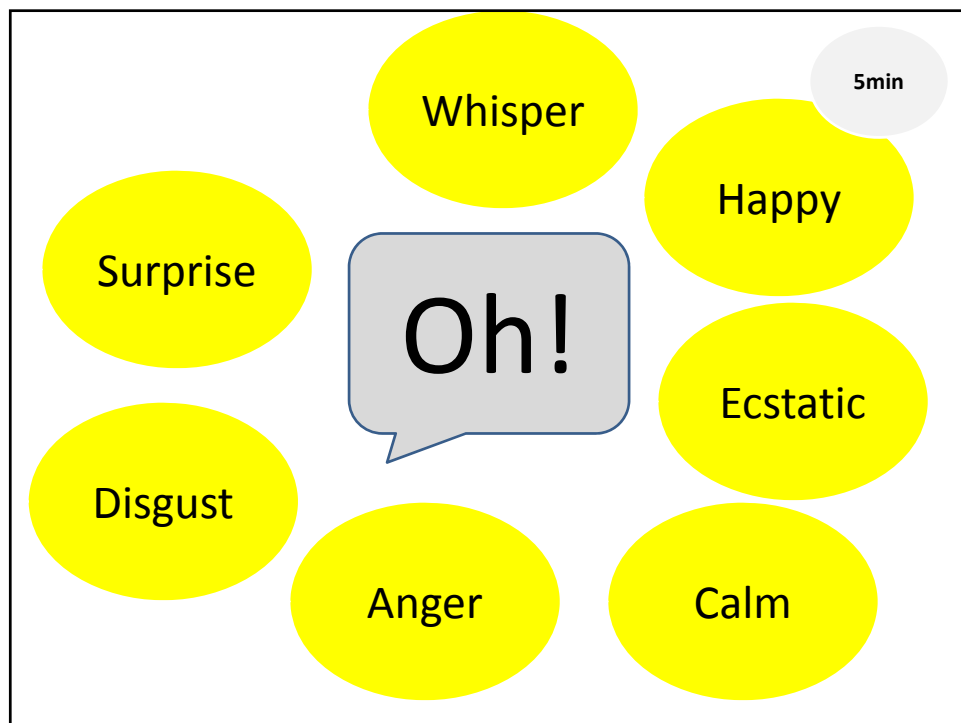 Whisper
5min
Happy
Surprise
Oh!
Ecstatic
Disgust
Anger
Calm